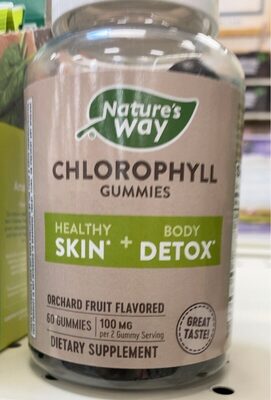 Nature's
Way
CHLOROPHYLL
GUMMIES
HEALTHY
SKIN* +
BODY
DETOX*
ORCHARD FRUIT FLAVORED
60 GUMMIES | 100 MG
per 2 Gummy Serving
DIETARY SUPPLEMENT
GREAT
TASTE!